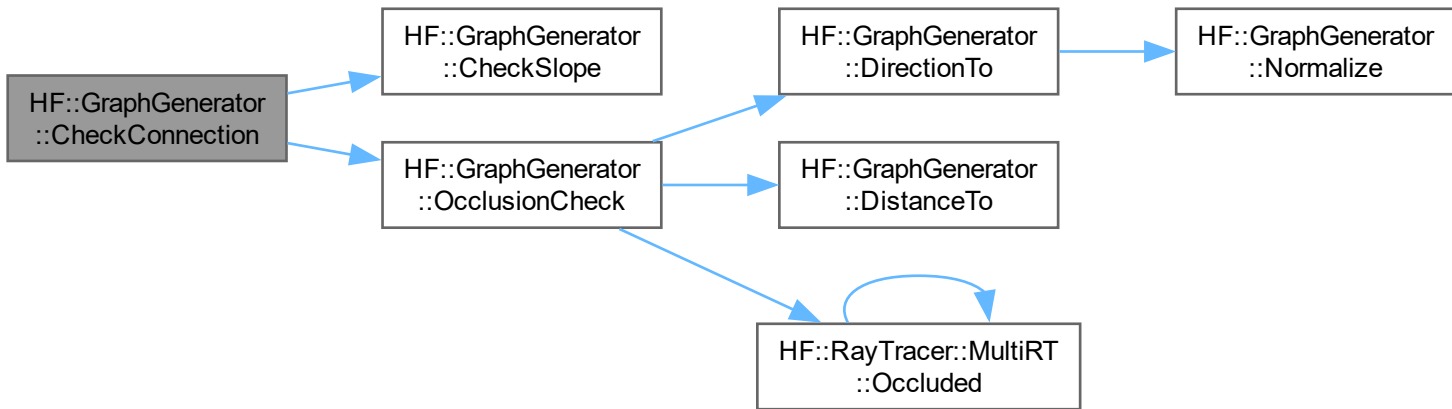 HF::GraphGenerator
::CheckConnection
HF::GraphGenerator
::CheckSlope
HF::GraphGenerator
::OcclusionCheck
HF::GraphGenerator
::DirectionTo
HF::GraphGenerator
::DistanceTo
HF::RayTracer::MultiRT
::Occluded
HF::GraphGenerator
::Normalize